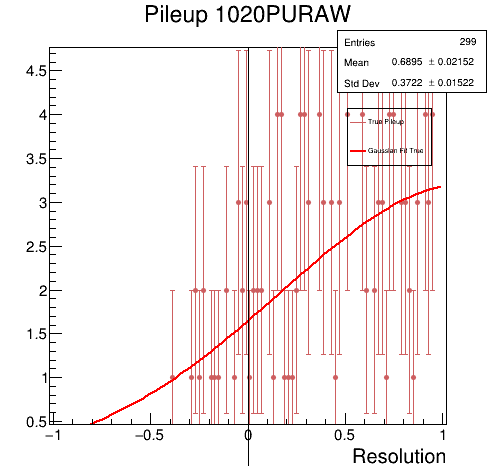 Pileup 1020PURAW
Entries 299
Mean 0.6895 ± 0.02152
Std Dev 0.3722 ± 0.01522
True Pileup
Gaussian Fit True
4.5
4
3.5
3
2.5
2
1.5
1
0.5
−1 −0.5 0 0.5 1
Resolution